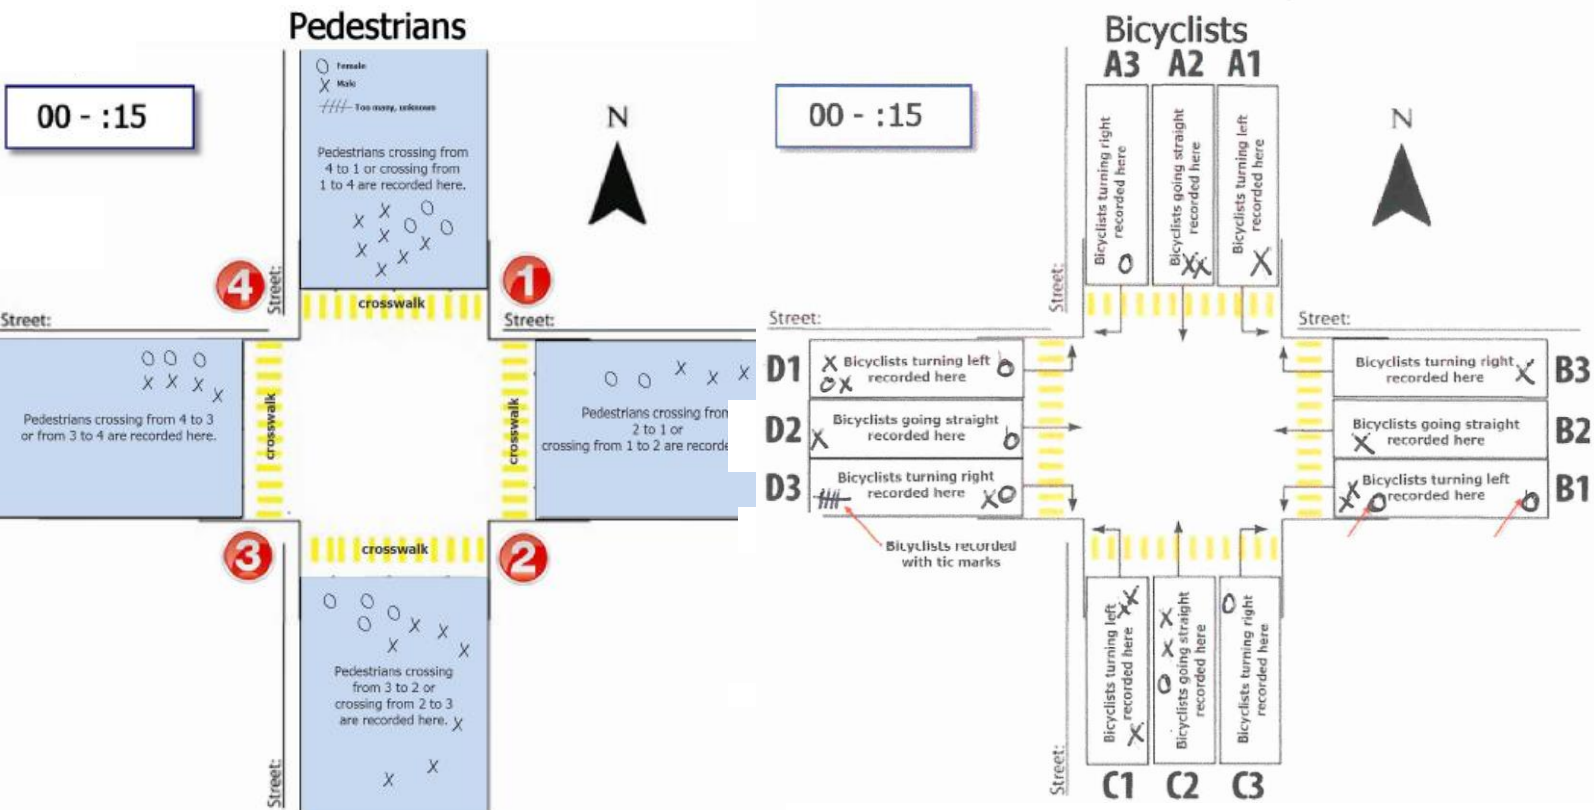 Pedestrians
00 - :15
O Female
X Male
Too many, unknown
N
Pedestrians crossing from
4 to 1 or crossing from
1 to 4 are recorded here.
4
1
Street:
crosswalk
Street:
Street:
Pedestrians crossing from 4 to 3
or from 3 to 4 are recorded here.
crosswalk
crosswalk
Pedestrians crossing from
2 to 1 or
crossing from 1 to 2 are recorde
3
2
crosswalk
Pedestrians crossing
from 3 to 2 or
crossing from 2 to 3
are recorded here.
Street:
Bicyclists
A3 A2 A1
00 - :15
N
Bicyclists turning right
recorded here
Bicyclists going straight
recorded here
Bicyclists turning left
recorded here
Street:
Street:
Street:
D1
Bicyclists turning left
recorded here
D2
Bicyclists going straight
recorded here
D3
Bicyclists turning right
recorded here
Bicyclists turning right
recorded here
B3
Bicyclists going straight
recorded here
B2
Bicyclists turning left
recorded here
B1
Bicyclists recorded
with tic marks
Bicyclists turning left
recorded here
Bicyclists going straight
recorded here
Bicyclists turning right
recorded here
Street:
C1 C2 C3